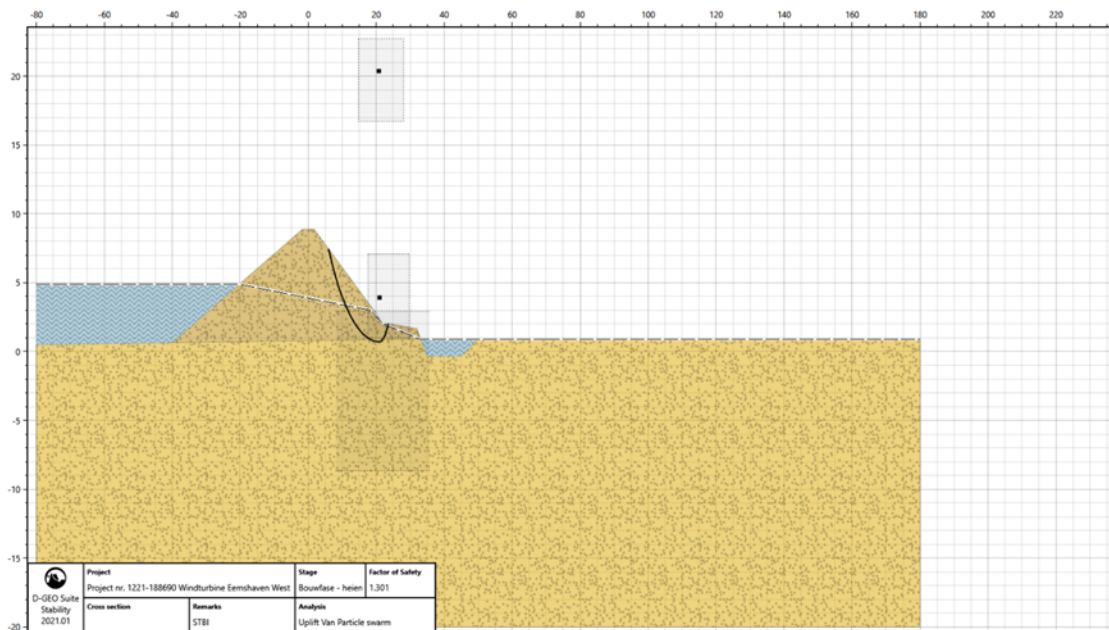 -80 -60 -40 -20 0 20 40 60 80 100 120 140 160 180 200 220
20
15
10
5
0
-5
-10
-15
-20
D-GEO Suite
Stability
2021.01
Project
Project nr. 1221-188690 Windturbine Eemshaven West
Stage
Bouwfase - heien
Factor of Safety
1.301
Cross section
Remarks
STBI
Analysis
Uplift Van Particle swarm